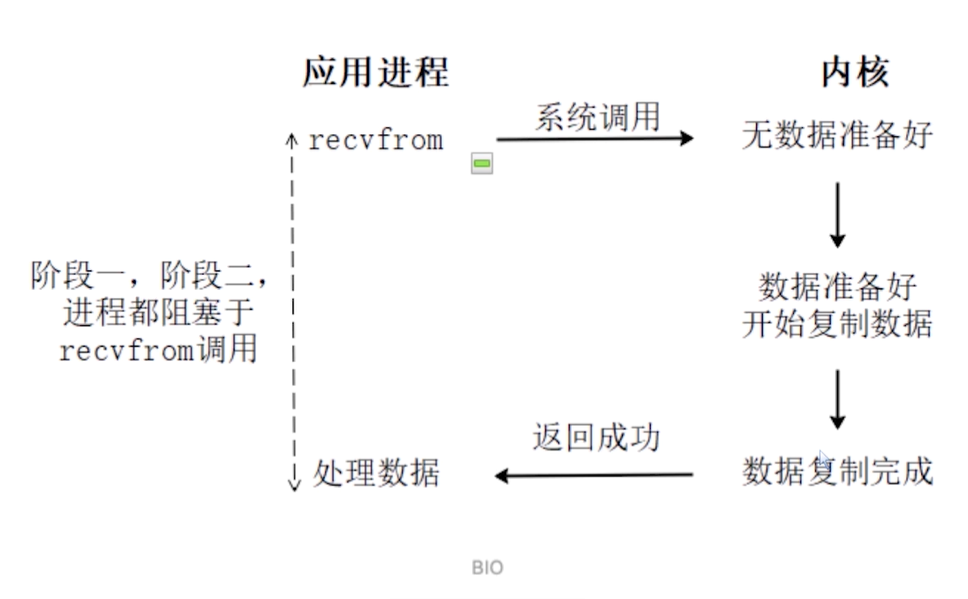 应用进程
内核
recvfrom
系统调用
无数据准备好
阶段一，阶段二，
进程都阻塞于
recvfrom调用
数据准备好
开始复制数据
返回成功
处理数据
数据复制完成
BIO